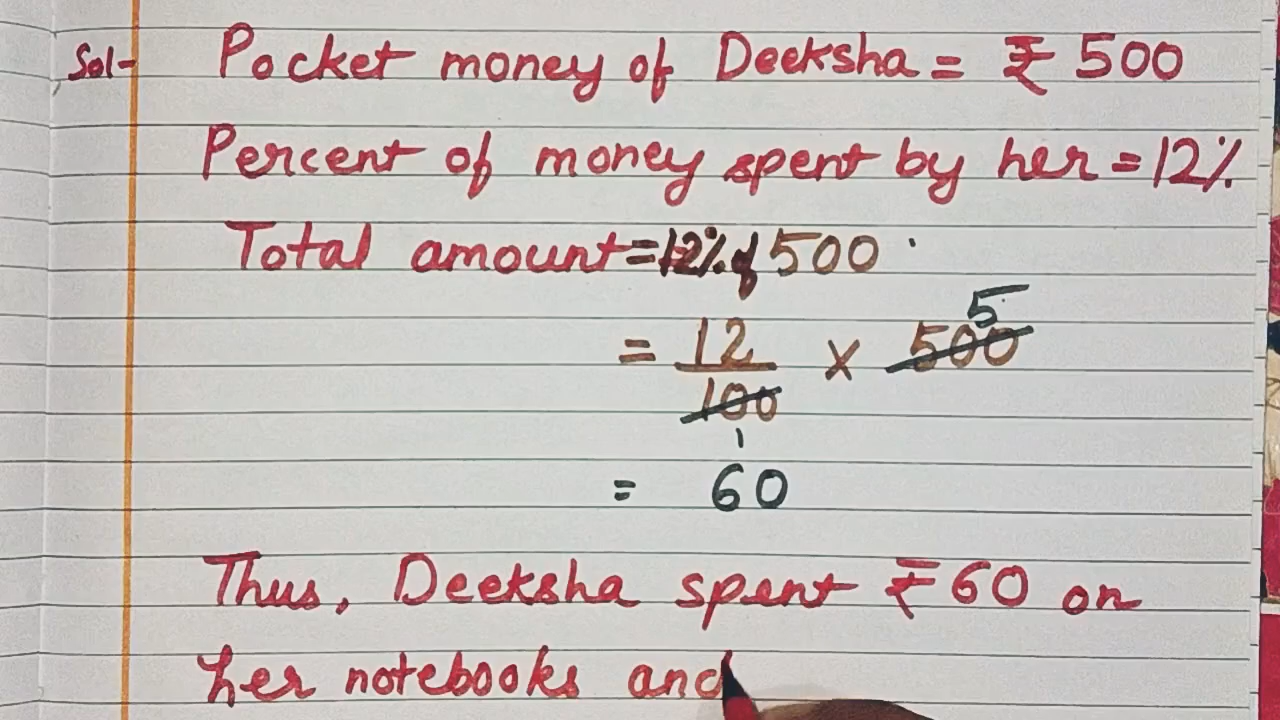 Sol- Pocket money of Deeksha = ₹ 500
Percent of money spent by her = 12%
Total amount = 12% of 500
= 12/100 × 500 5
1
= 60
Thus, Deeksha spent ₹ 60 on
her notebooks and